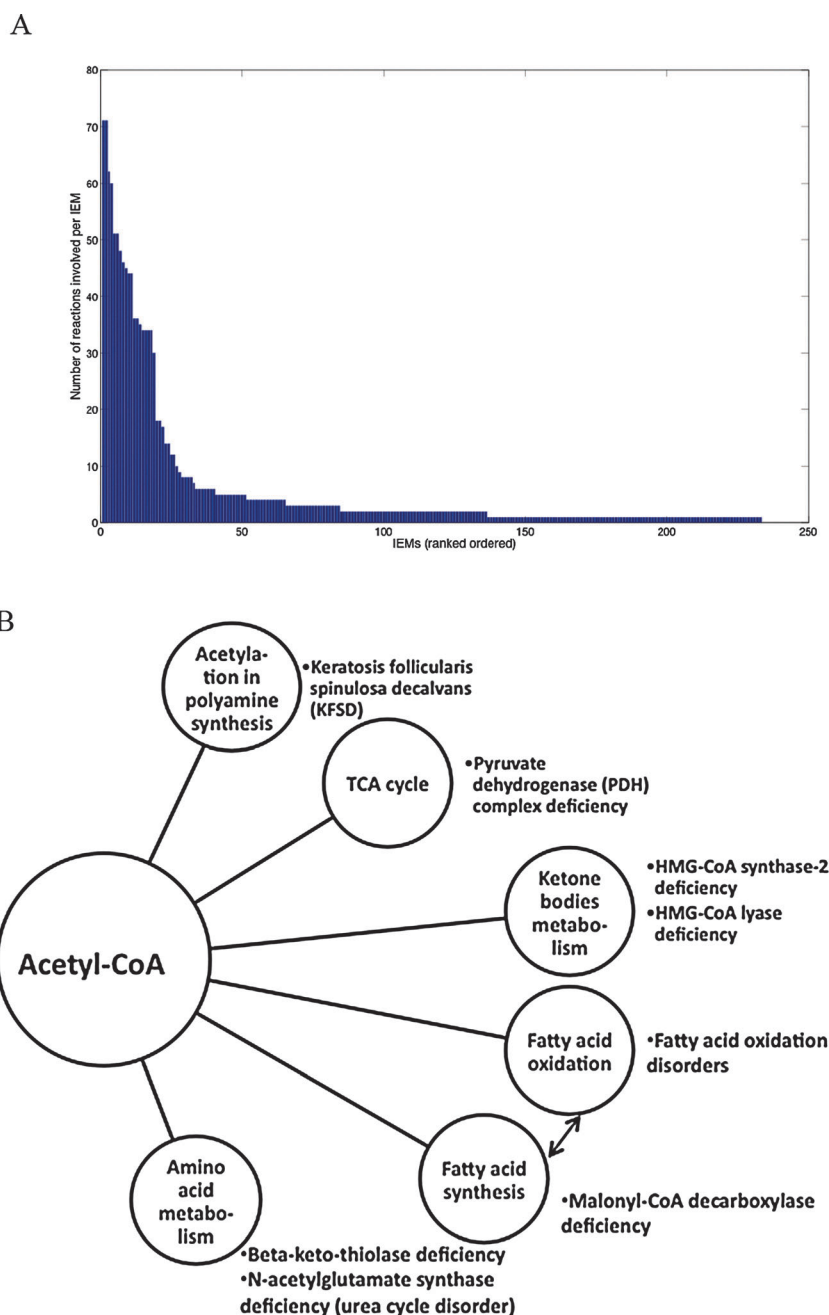 A
80
70
60
50
40
30
20
10
0
Number of reactions involved per IEM
0 50 100 150 200 250
IEMs (ranked ordered)
B
Acetyla-
tion in
polyamine
synthesis
•Keratosis follicularis
spinulosa decalvans
(KFSD)
TCA cycle
•Pyruvate
dehydrogenase (PDH)
complex deficiency
Ketone
bodies
metabo-
lism
•HMG-CoA synthase-2
deficiency
•HMG-CoA lyase
deficiency
Acetyl-CoA
Fatty acid
oxidation
•Fatty acid oxidation
disorders
Fatty acid
synthesis
•Malonyl-CoA decarboxylase
deficiency
Amino
acid
metabo-
lism
•Beta-keto-thiolase deficiency
•N-acetylglutamate synthase
deficiency (urea cycle disorder)